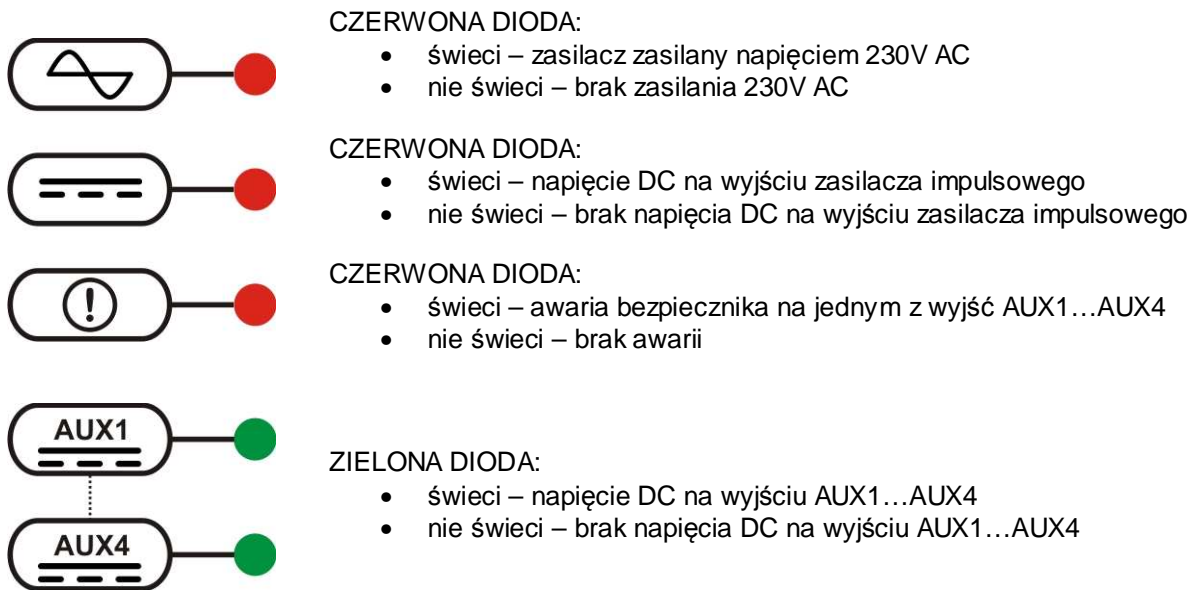 CZERWONA DIODA:
• świeci – zasilacz zasilany napięciem 230V AC
• nie świeci – brak zasilania 230V AC
CZERWONA DIODA:
• świeci – napięcie DC na wyjściu zasilacza impulsowego
• nie świeci – brak napięcia DC na wyjściu zasilacza impulsowego
CZERWONA DIODA:
• świeci – awaria bezpiecznika na jednym z wyjść AUX1…AUX4
• nie świeci – brak awarii
!
AUX1
ZIELONA DIODA:
• świeci – napięcie DC na wyjściu AUX1…AUX4
• nie świeci – brak napięcia DC na wyjściu AUX1…AUX4
AUX4